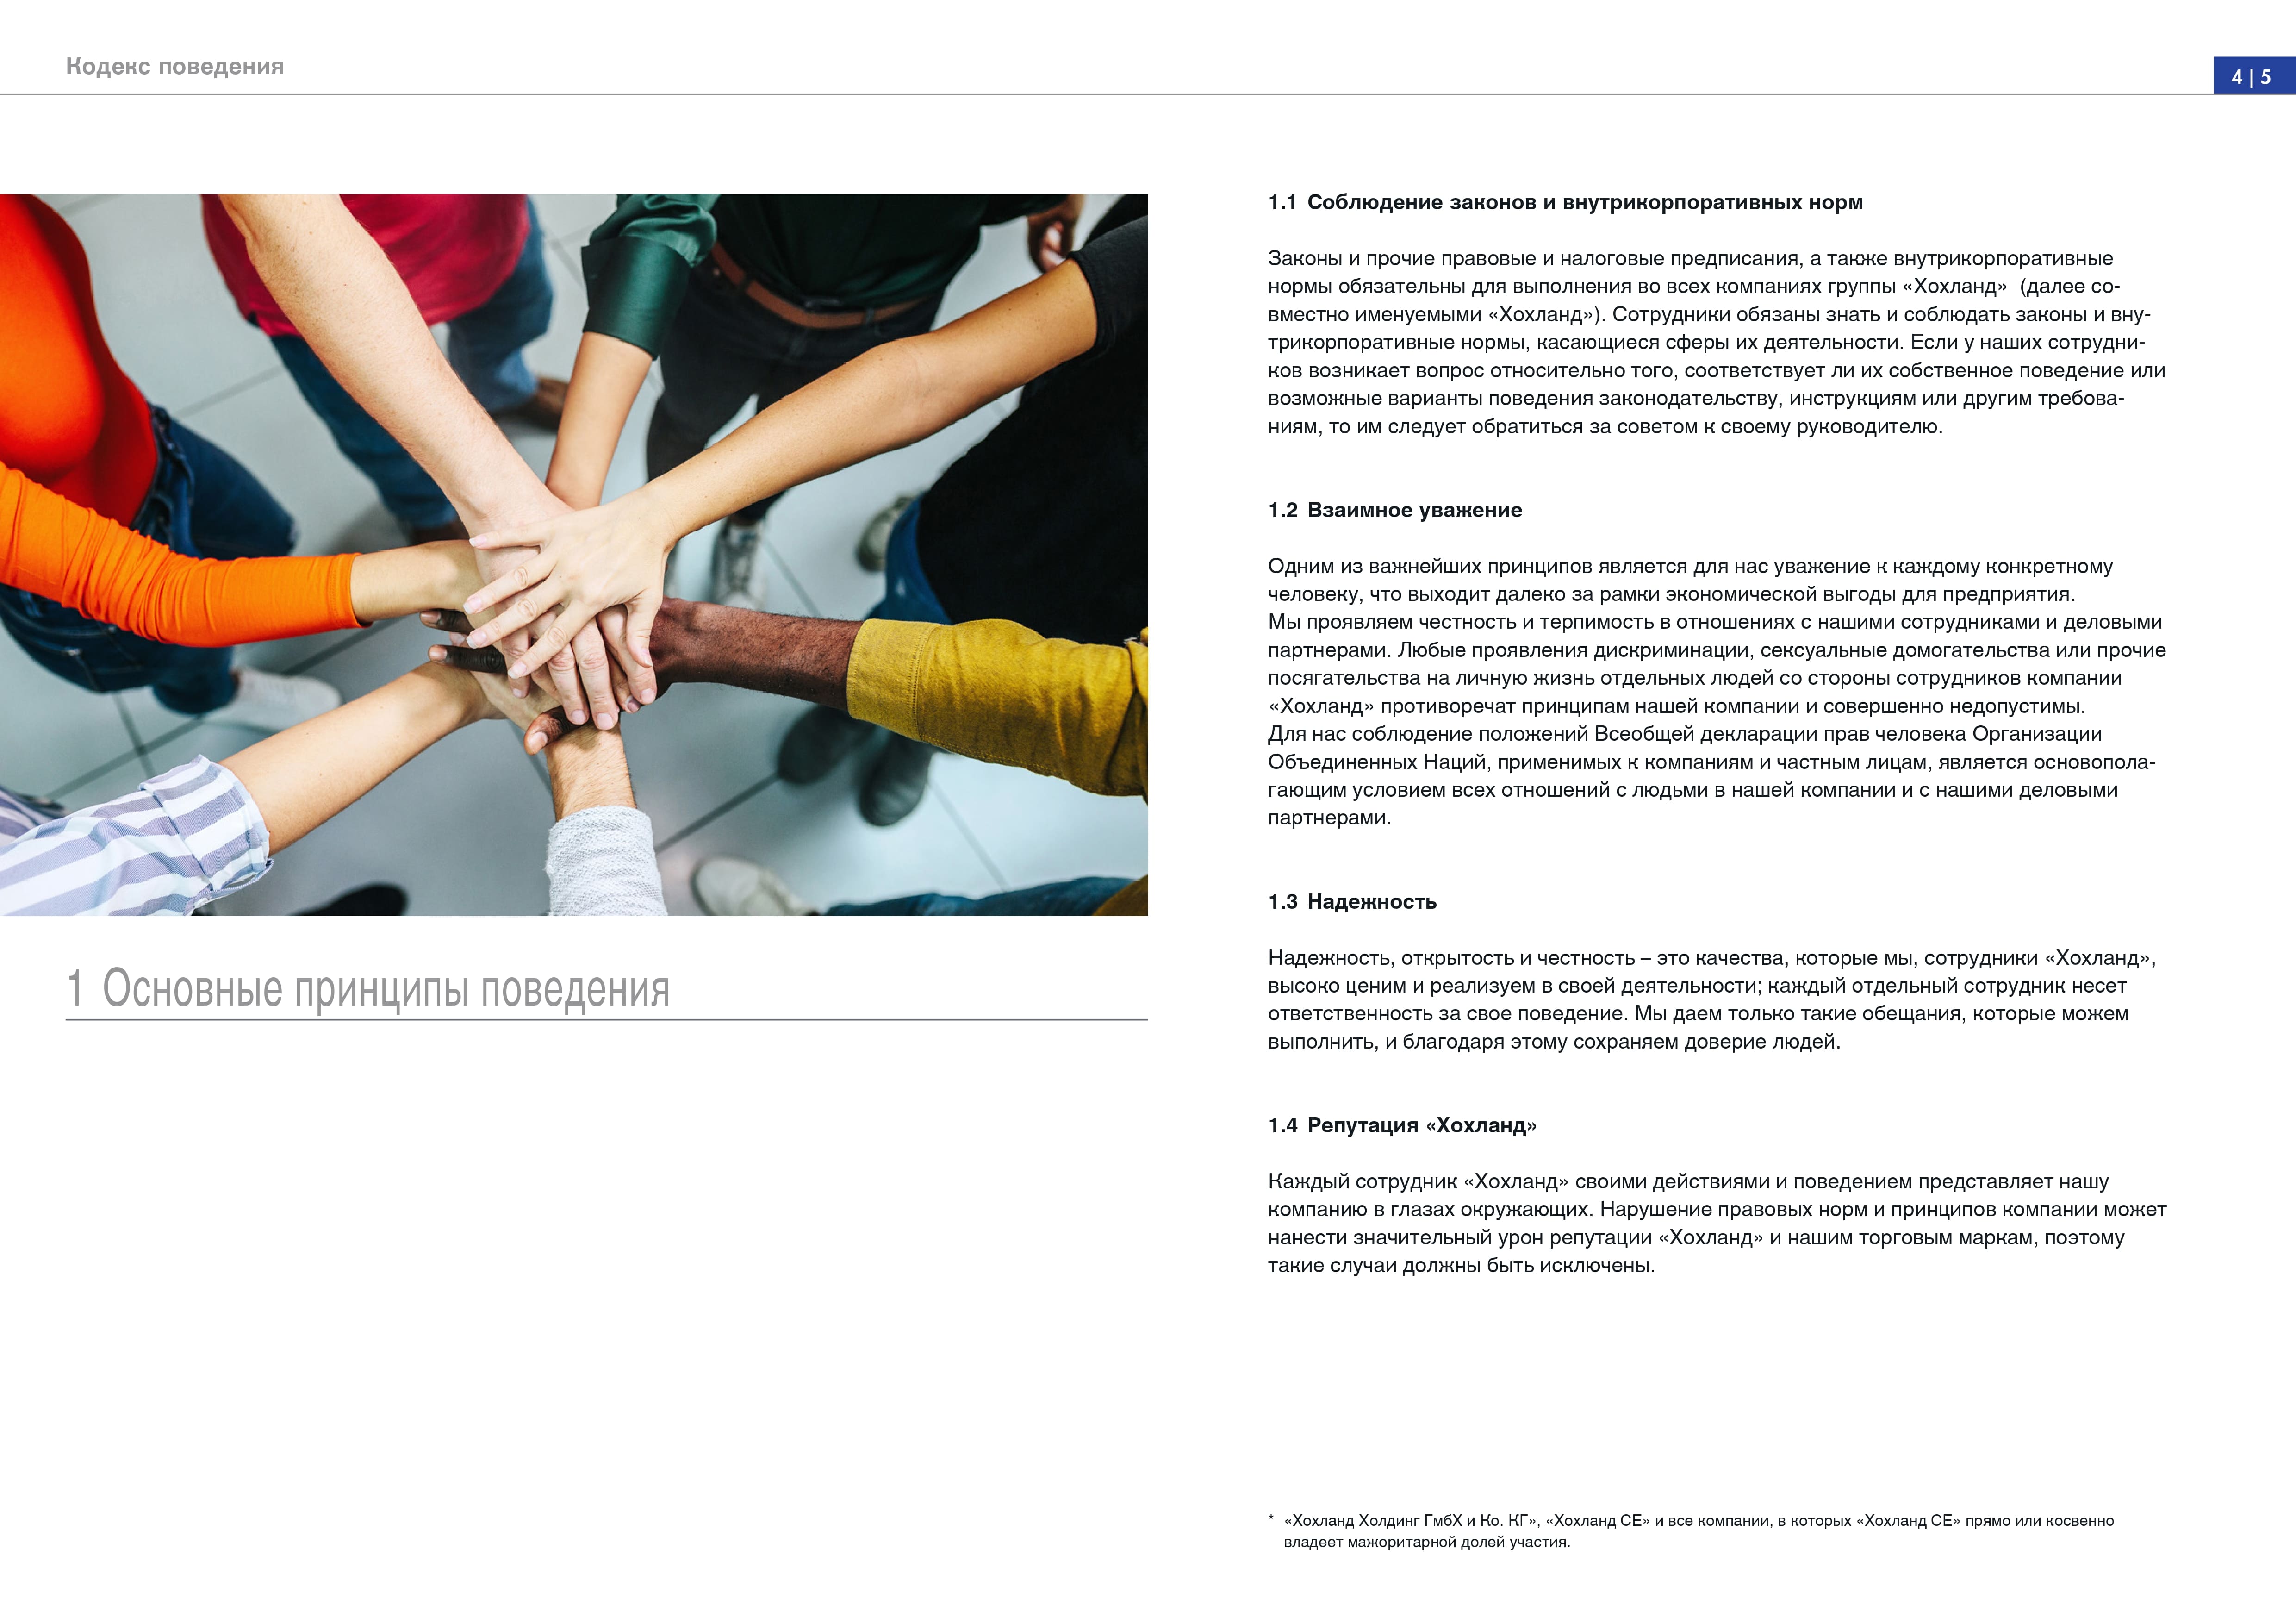 Кодекс поведения
4 | 5
1 Основные принципы поведения
1.1 Соблюдение законов и внутрикорпоративных норм
Законы и прочие правовые и налоговые предписания, а также внутрикорпоративные
нормы обязательны для выполнения во всех компаниях группы «Хохланд» (далее со-
вместно именуемыми «Хохланд»). Сотрудники обязаны знать и соблюдать законы и вну-
трикорпоративные нормы, касающиеся сферы их деятельности. Если у наших сотрудни-
ков возникает вопрос относительно того, соответствует ли их собственное поведение или
возможные варианты поведения законодательству, инструкциям или другим требова-
ниям, то им следует обратиться за советом к своему руководителю.
1.2 Взаимное уважение
Одним из важнейших принципов является для нас уважение к каждому конкретному
человеку, что выходит далеко за рамки экономической выгоды для предприятия.
Мы проявляем честность и терпимость в отношениях с нашими сотрудниками и деловыми
партнерами. Любые проявления дискриминации, сексуальные домогательства или прочие
посягательства на личную жизнь отдельных людей со стороны сотрудников компании
«Хохланд» противоречат принципам нашей компании и совершенно недопустимы.
Для нас соблюдение положений Всеобщей декларации прав человека Организации
Объединенных Наций, применимых к компаниям и частным лицам, является основопола-
гающим условием всех отношений с людьми в нашей компании и с нашими деловыми
партнерами.
1.3 Надежность
Надежность, открытость и честность – это качества, которые мы, сотрудники «Хохланд»,
высоко ценим и реализуем в своей деятельности; каждый отдельный сотрудник несет
ответственность за свое поведение. Мы даем только такие обещания, которые можем
выполнить, и благодаря этому сохраняем доверие людей.
1.4 Репутация «Хохланд»
Каждый сотрудник «Хохланд» своими действиями и поведением представляет нашу
компанию в глазах окружающих. Нарушение правовых норм и принципов компании может
нанести значительный урон репутации «Хохланд» и нашим торговым маркам, поэтому
такие случаи должны быть исключены.
* «Хохланд Холдинг ГмбХ и Ко. КГ», «Хохланд СЕ» и все компании, в которых «Хохланд СЕ» прямо или косвенно
владеет мажоритарной долей участия.